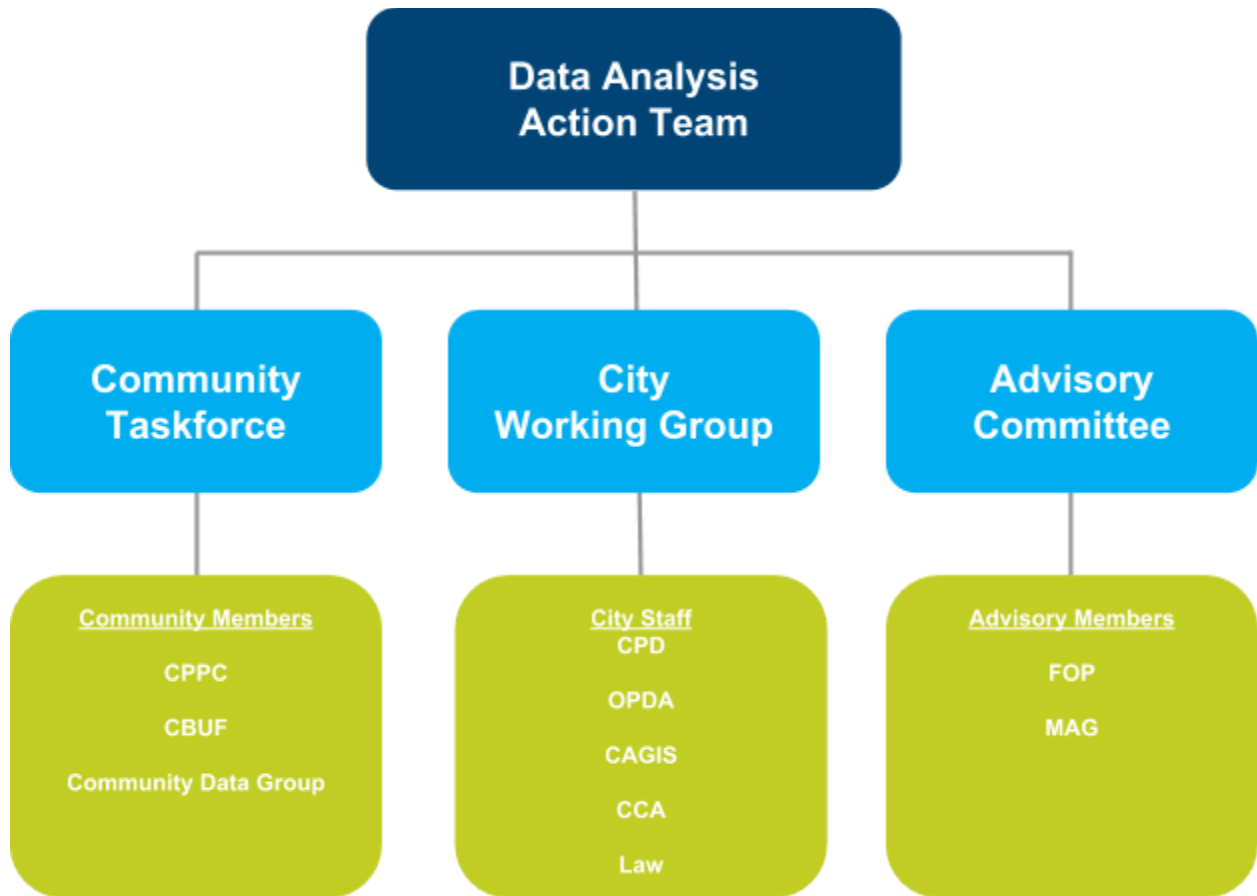 Data Analysis
Action Team
Community
Taskforce
City
Working Group
Advisory
Committee
Community Members
CPPC
CBUF
Community Data Group
City Staff
CPD
OPDA
CAGIS
CCA
Law
Advisory Members
FOP
MAG